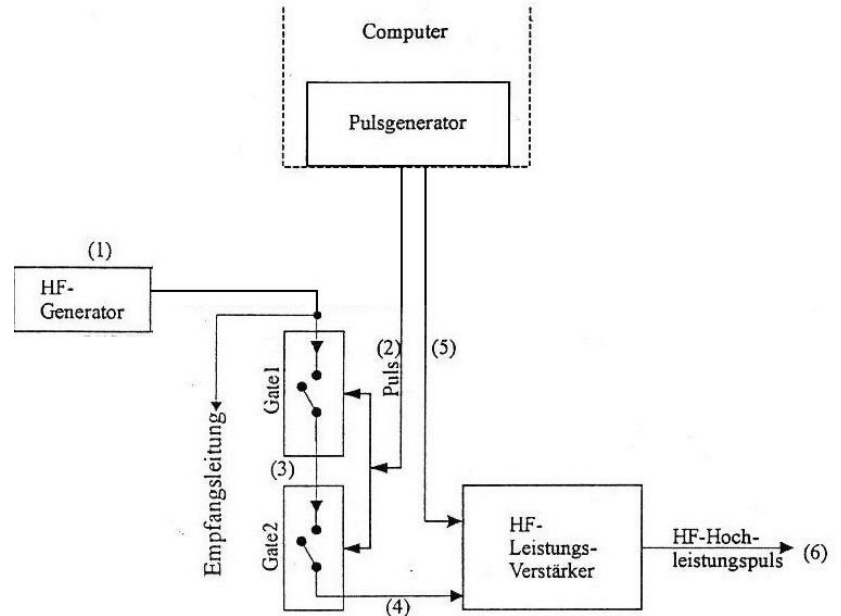 Computer
Pulsgenerator
(1)
HF-
Generator
(2)
Puls
(5)
Gate1
Empfangsleitung
(3)
Gate2
HF-
Leistungs-
Verstärker
HF-Hoch-
leistungspuls
(6)
(4)